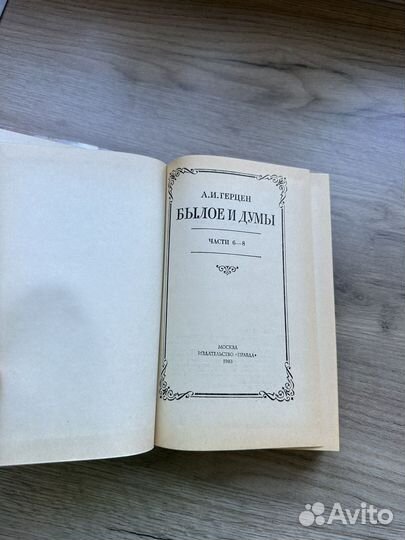 А.И.ГЕРЦЕН
БЫЛОЕ И ДУМЫ
ЧАСТИ 6—8
МОСКВА
ИЗДАТЕЛЬСТВО «ПРАВДА»
1983
Avito